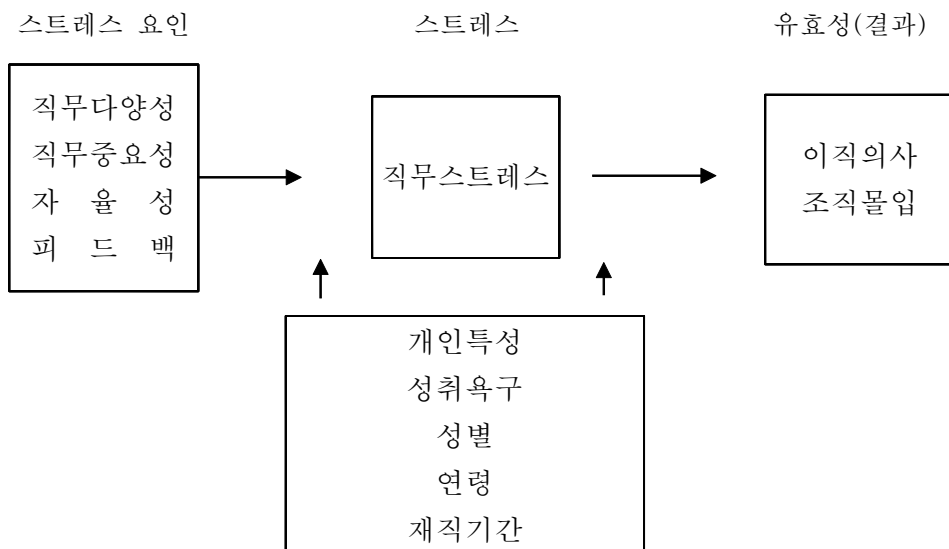 스트레스 요인
스트레스
유효성(결과)
직무다양성
직무중요성
자 율 성
피 드 백
직무스트레스
이직의사
조직몰입
개인특성
성취욕구
성별
연령
재직기간